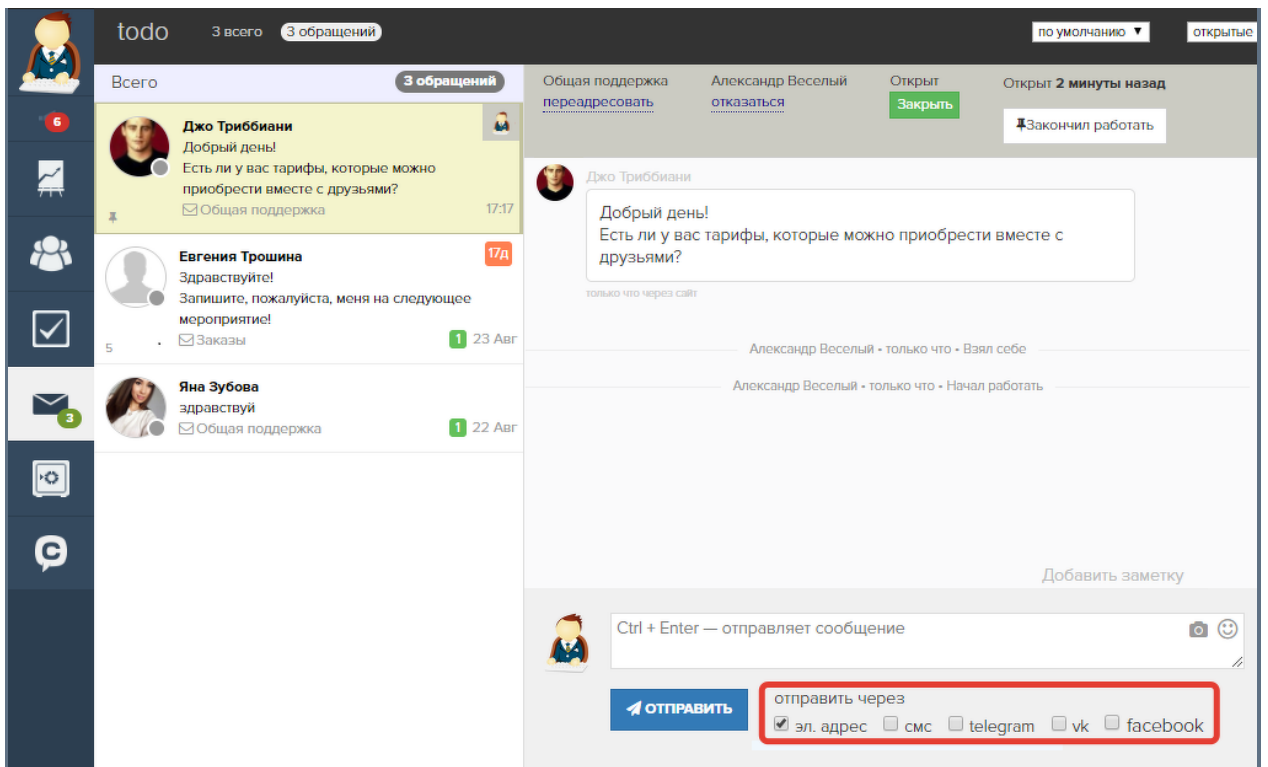 todo 3 всего 3 обращений по умолчанию ▼ открытые
6
3
Всего 3 обращений
Джо Триббиани
Добрый день!
Есть ли у вас тарифы, которые можно
приобрести вместе с друзьями?
Общая поддержка 17:17
Евгения Трошина 17д
Здравствуйте!
Запишите, пожалуйста, меня на следующее
мероприятие!
5 Заказы 1 23 Авг
Яна Зубова
здравствуй
Общая поддержка 1 22 Авг
Общая поддержка Александр Веселый Открыт Открыт 2 минуты назад
переадресовать отказаться Закрыть
Закончил работать
Джо Триббиани
Добрый день!
Есть ли у вас тарифы, которые можно приобрести вместе с
друзьями?
только что через сайт
Александр Веселый • только что • Взял себе
Александр Веселый • только что • Начал работать
Добавить заметку
Ctrl + Enter — отправляет сообщение
ОТПРАВИТЬ
отправить через
эл. адрес смс telegram vk facebook